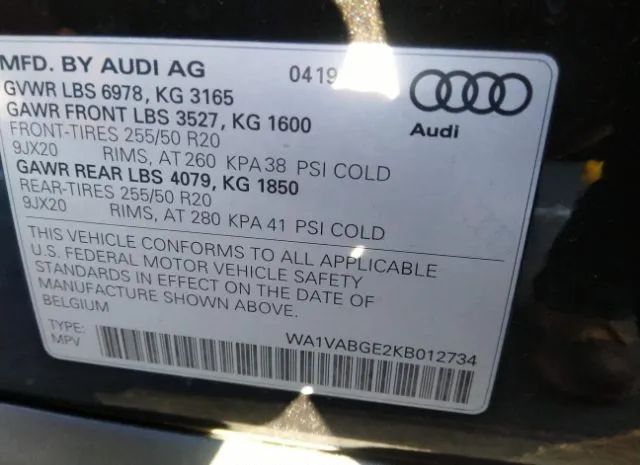 MFD. BY AUDI AG 0419
GVWR LBS 6978, KG 3165
GAWR FRONT LBS 3527, KG 1600
FRONT-TIRES 255/50 R20
9JX20 RIMS, AT 260 KPA 38 PSI COLD
GAWR REAR LBS 4079, KG 1850
REAR-TIRES 255/50 R20
9JX20 RIMS, AT 280 KPA 41 PSI COLD
Audi
THIS VEHICLE CONFORMS TO ALL APPLICABLE
U.S. FEDERAL MOTOR VEHICLE SAFETY
STANDARDS IN EFFECT ON THE DATE OF
MANUFACTURE SHOWN ABOVE.
BELGIUM
TYPE:
MPV
WA1VABGE2KB012734